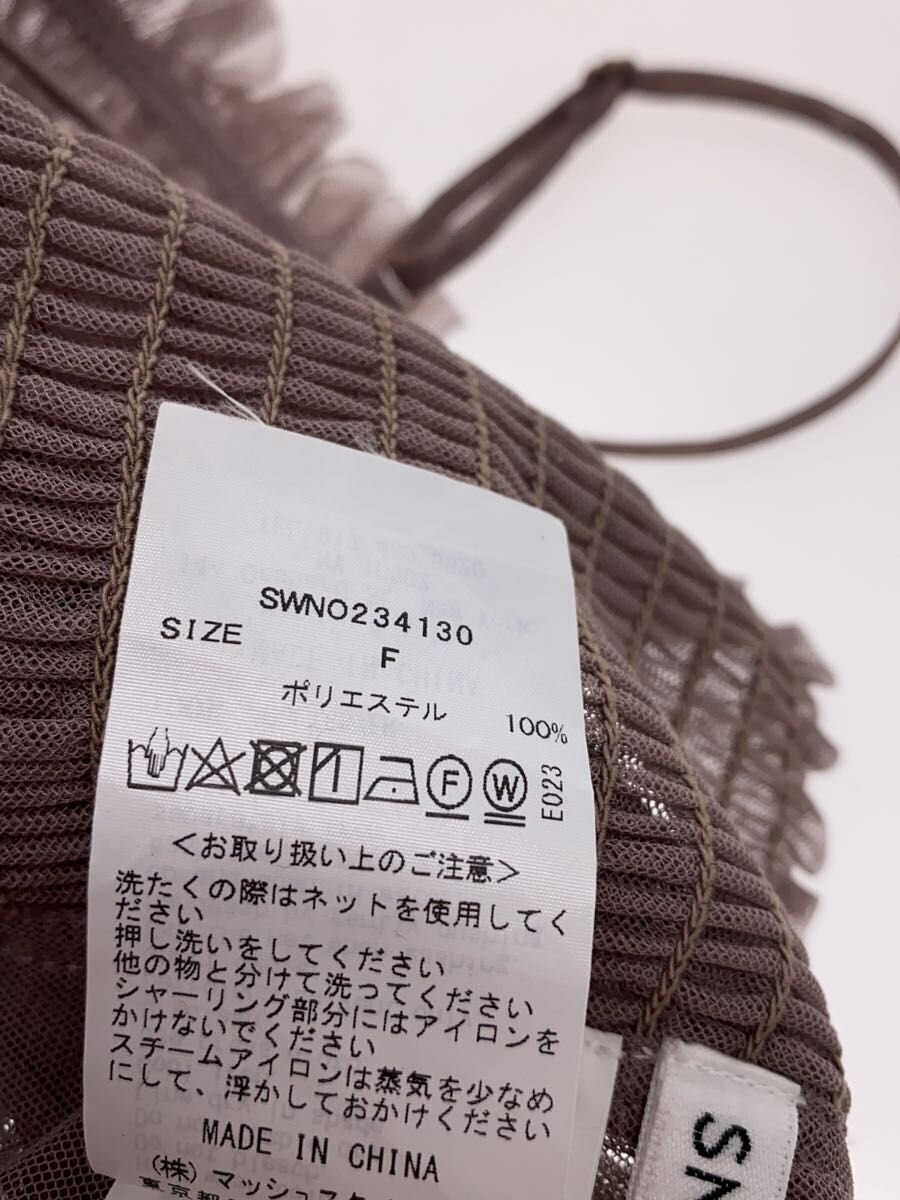 SWNO234130
SIZE F
ポリエステル 100%
F W E023
<お取り扱い上のご注意>
洗たくの際はネットを使用してく
ださい
押し洗いをしてください
他の物と分けて洗ってください
シャーリング部分にはアイロンを
かけないでください
スチームアイロンは蒸気を少なめ
にして、浮かしておかけください
MADE IN CHINA
(株)マッシュスタ
東京都
SN